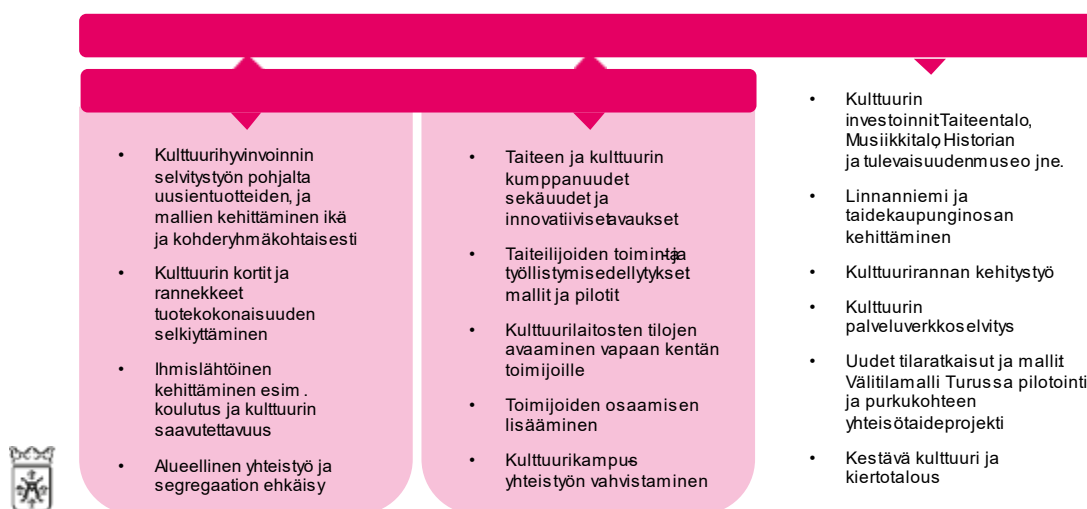 • Kulttuurihyvinvoinnin
selvitystyön pohjalta
uusientuotteiden, ja
mallien kehittäminen ikä-
ja kohderyhmäkohtaisesti
• Kulttuurin kortit ja
rannekkeet
tuotekokonaisuuden
selkiyttäminen
• Ihmislähtöinen
kehittäminen esim .
koulutus ja kulttuurin
saavutettavuus
• Alueellinen yhteistyö ja
segregaation ehkäisy
• Taiteen ja kulttuurin
kumppanuudet
sekäuudet ja
innovatiivisetavaukset
• Taiteilijoiden toiminta- ja
työllistymisedellytykset
mallit ja pilotit
• Kulttuurilaitosten tilojen
avaaminen vapaan kentän
toimijoille
• Toimijoiden osaamisen
lisääminen
• Kulttuurikampus-
yhteistyön vahvistaminen
• Kulttuurin
investoinnit: Taiteentalo,
Musiikkitalo, Historian
ja tulevaisuudenmuseo jne.
• Linnanniemi ja
taidekaupunginosan
kehittäminen
• Kulttuurirannan kehitystyö
• Kulttuurin
palveluverkkoselvitys
• Uudet tilaratkaisut ja mallit:
Välitilamalli Turussa pilotointi
ja purkukohteen
yhteisötaideprojekti
• Kestävä kulttuuri ja
kiertotalous